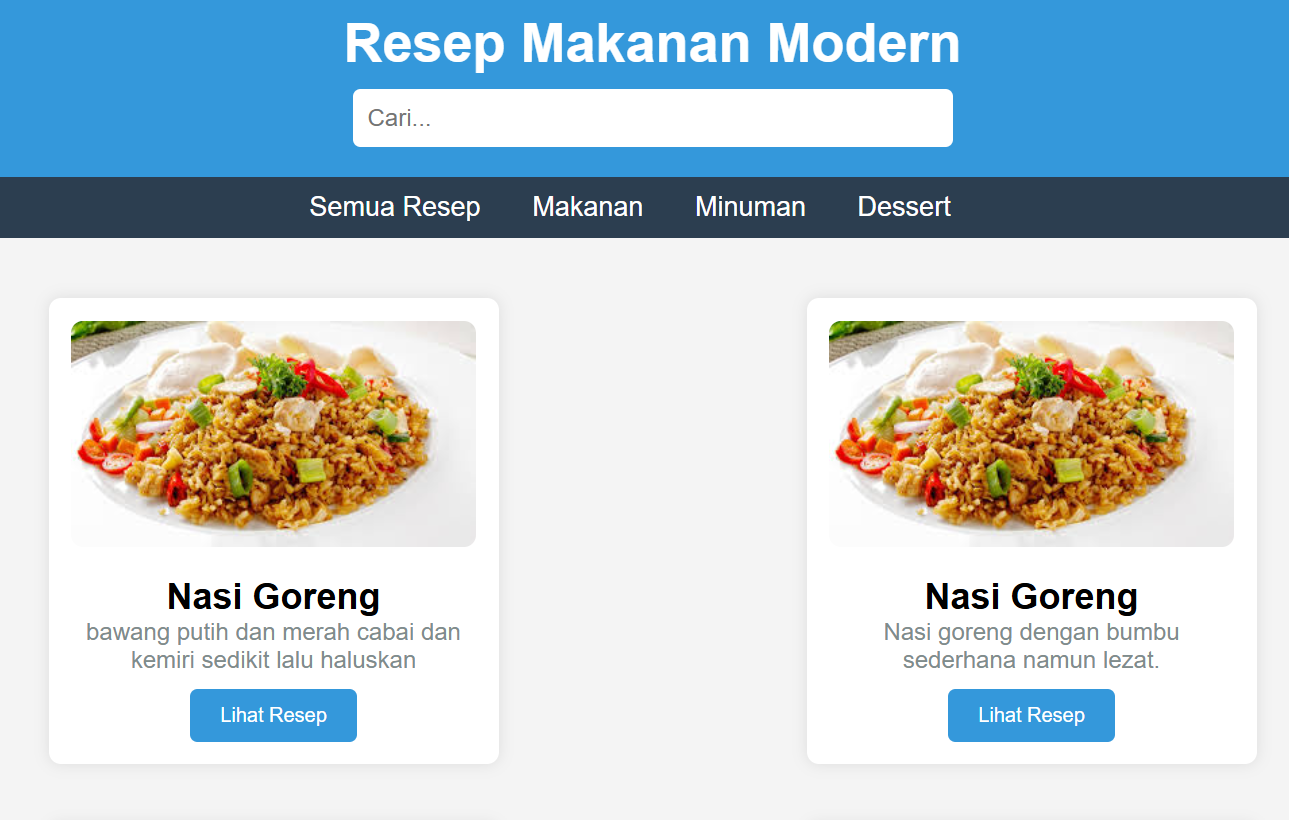 Resep Makanan Modern
Cari...
Semua Resep Makanan Minuman Dessert
Nasi Goreng
bawang putih dan merah cabai dan
kemiri sedikit lalu haluskan
Lihat Resep
Nasi Goreng
Nasi goreng dengan bumbu
sederhana namun lezat.
Lihat Resep